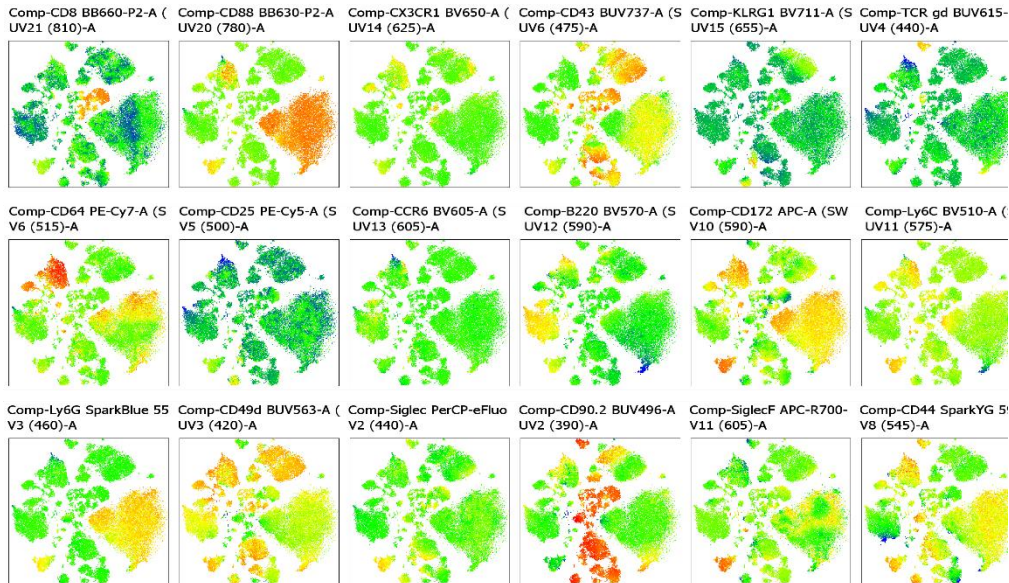 Comp-CD8 BB660-P2-A (
UV21 (810)-A
Comp-CD88 BB630-P2-A
UV20 (780)-A
Comp-CX3CR1 BV650-A (
UV14 (625)-A
Comp-CD43 BUV737-A (S
UV6 (475)-A
Comp-KLRG1 BV711-A (S
UV15 (655)-A
Comp-TCR gd BUV615-
UV4 (440)-A
Comp-CD64 PE-Cy7-A (S
V6 (515)-A
Comp-CD25 PE-Cy5-A (S
V5 (500)-A
Comp-CCR6 BV605-A (S
UV13 (605)-A
Comp-B220 BV570-A (S
UV12 (590)-A
Comp-CD172 APC-A (SW
V10 (590)-A
Comp-Ly6C BV510-A (S
UV11 (575)-A
Comp-Ly6G SparkBlue 55
V3 (460)-A
Comp-CD49d BUV563-A (
UV3 (420)-A
Comp-Siglec PerCP-eFluo
V2 (440)-A
Comp-CD90.2 BUV496-A
UV2 (390)-A
Comp-SiglecF APC-R700-
V11 (605)-A
Comp-CD44 SparkYG 59
V8 (545)-A